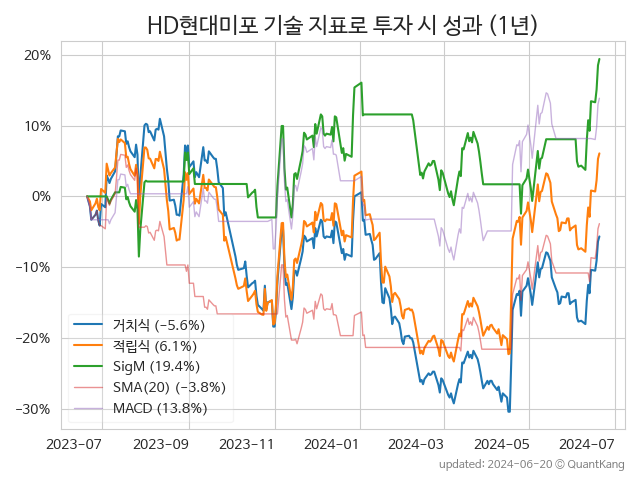 HD현대미포 기술 지표로 투자 시 성과 (1년)
20%
10%
0%
−10%
−20%
−30%
거치식 (−5.6%)
적립식 (6.1%)
SigM (19.4%)
SMA(20) (−3.8%)
MACD (13.8%)
2023-07 2023-09 2023-11 2024-01 2024-03 2024-05 2024-07
updated: 2024-06-20 © QuantKang